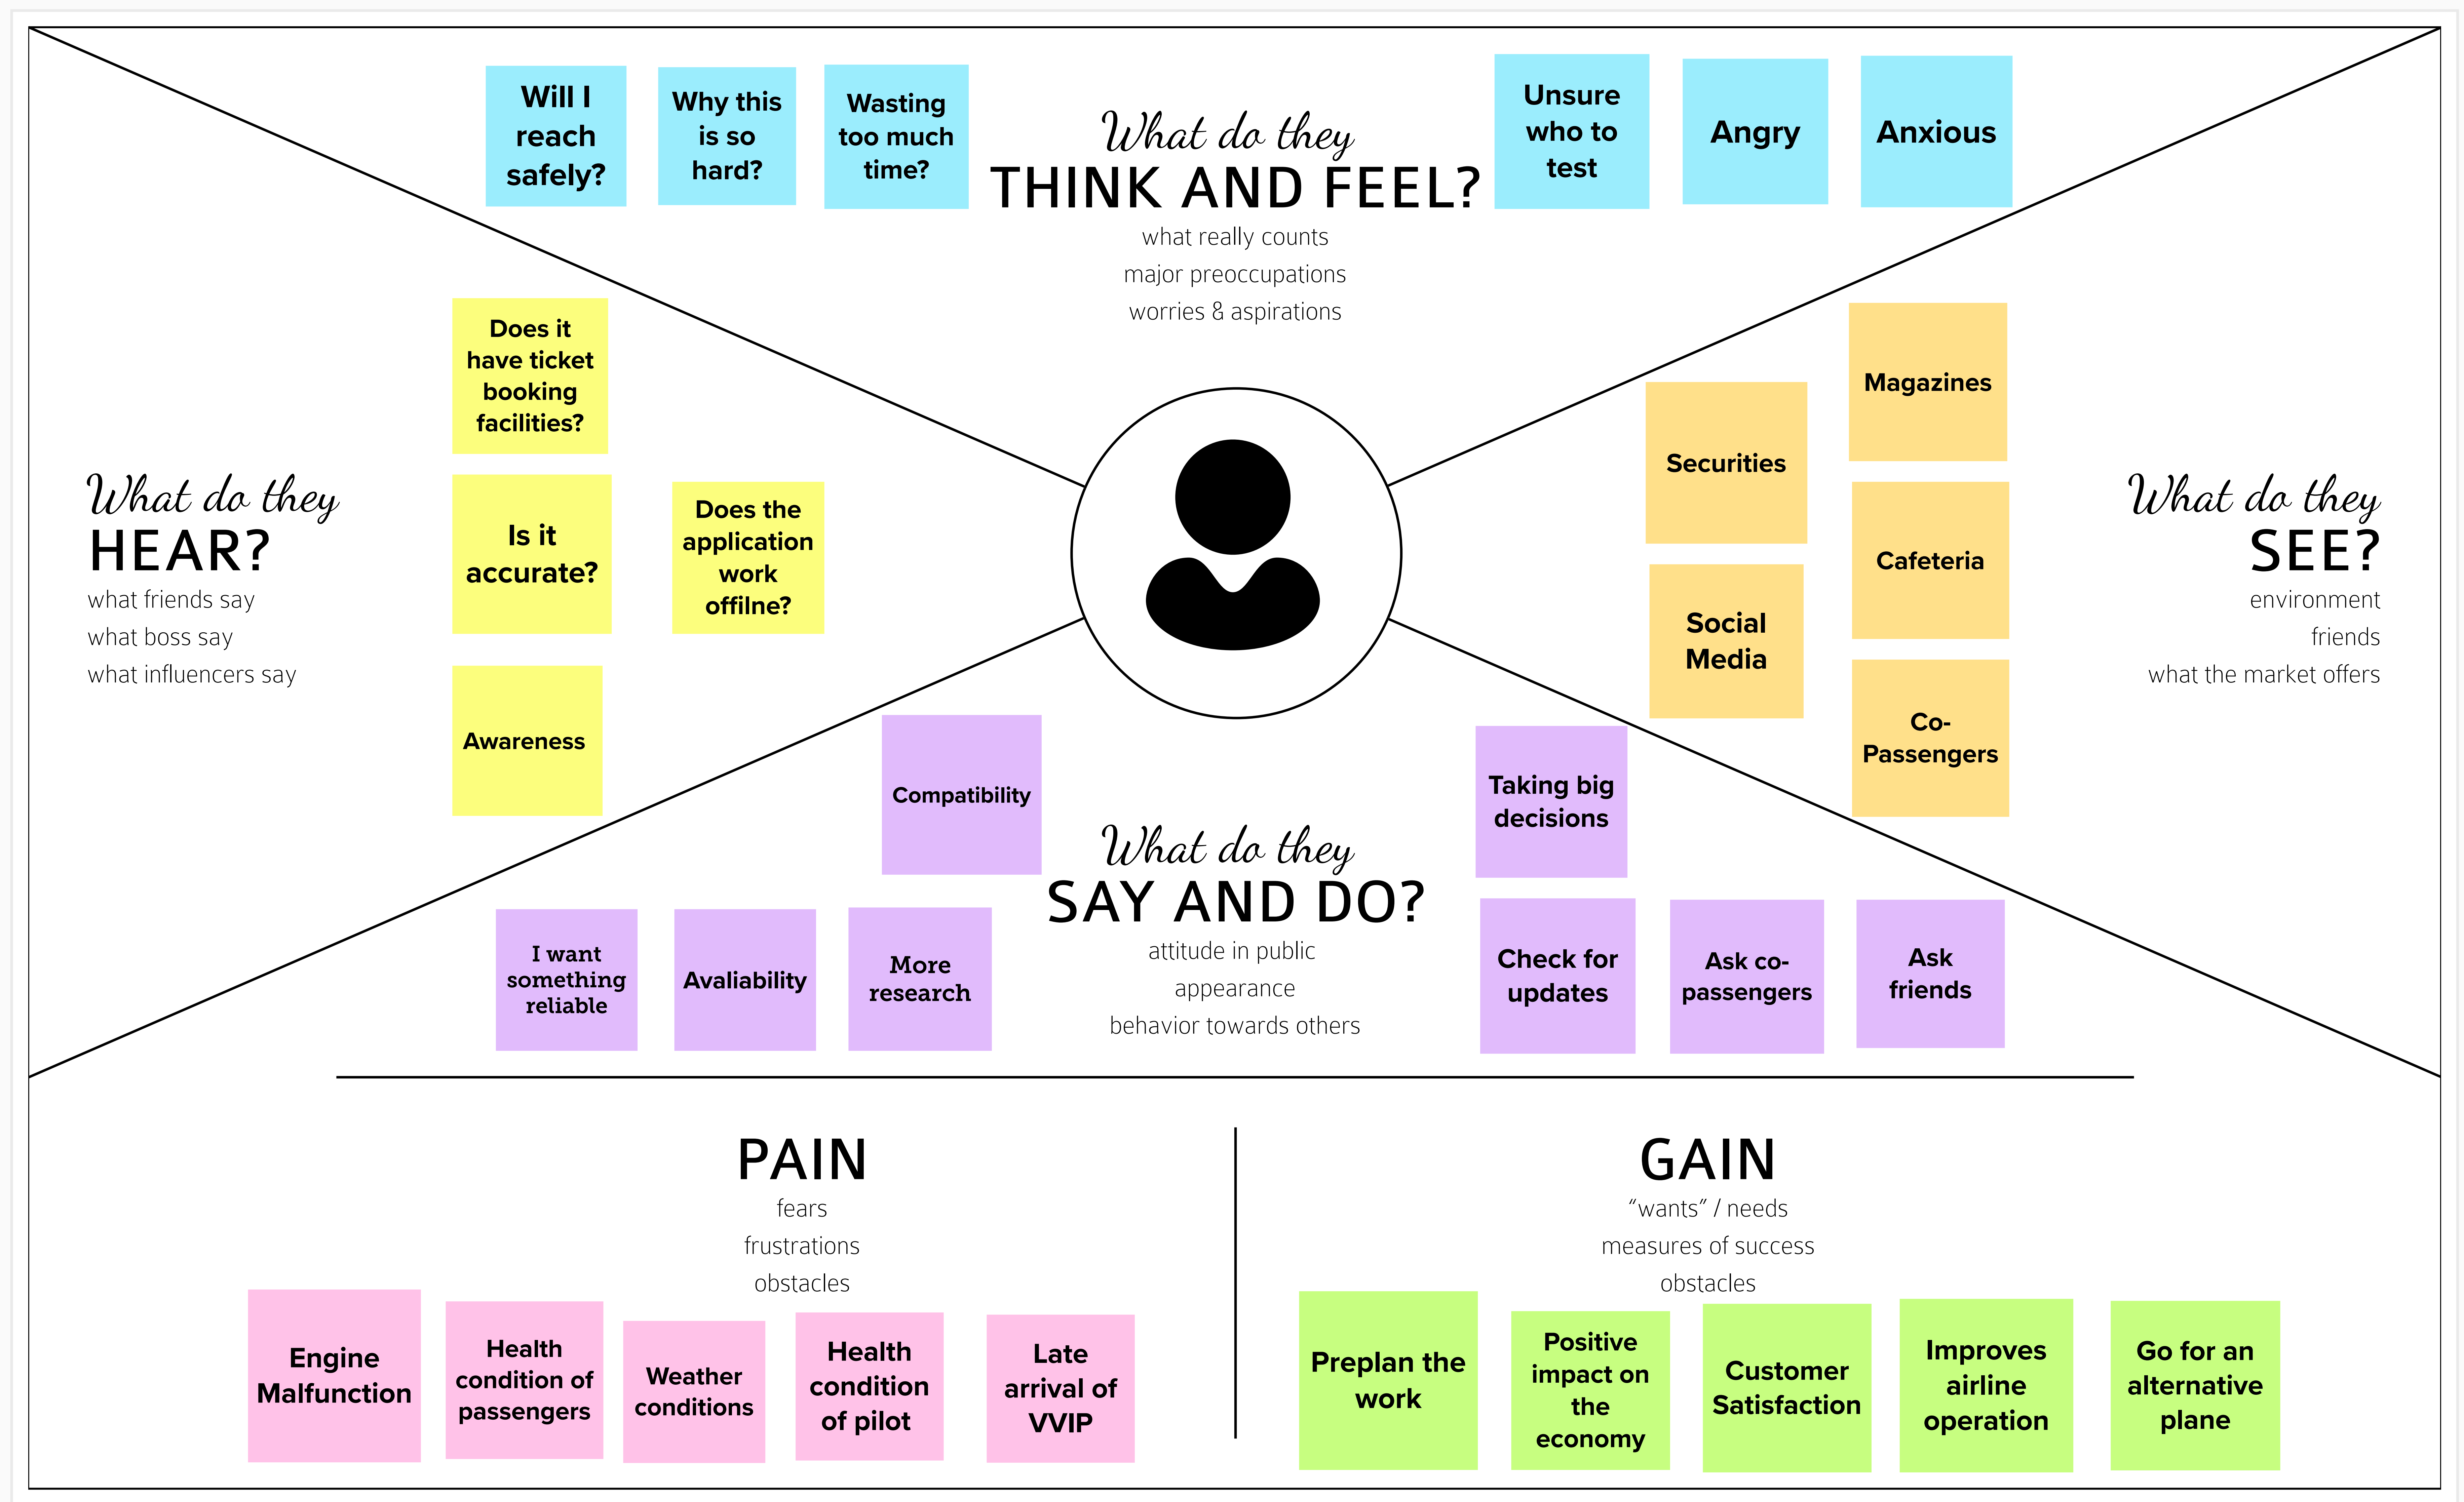 Will I
reach
safely?
Why this
is so
hard?
Wasting
too much
time?
What do they
THINK AND FEEL?
what really counts
major preoccupations
worries & aspirations
Unsure
who to
test
Angry
Anxious
What do they
HEAR?
what friends say
what boss say
what influencers say
Does it
have ticket
booking
facilities?
Is it
accurate?
Does the
application
work
offilne?
Awareness
Securities
Magazines
Social
Media
Cafeteria
Co-
Passengers
What do they
SEE?
environment
friends
what the market offers
Compatibility
I want
something
reliable
Avaliability
More
research
What do they
SAY AND DO?
attitude in public
appearance
behavior towards others
Taking big
decisions
Check for
updates
Ask co-
passengers
Ask
friends
PAIN
fears
frustrations
obstacles
Engine
Malfunction
Health
condition of
passengers
Weather
conditions
Health
condition
of pilot
Late
arrival of
VVIP
GAIN
“wants” / needs
measures of success
obstacles
Preplan the
work
Positive
impact on
the
economy
Customer
Satisfaction
Improves
airline
operation
Go for an
alternative
plane